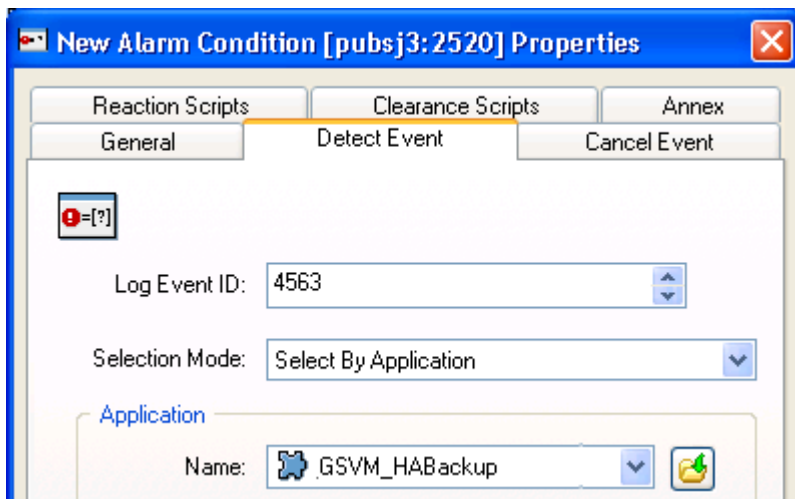 New Alarm Condition [pubsj3:2520] Properties
Reaction Scripts Clearance Scripts Annex
General Detect Event Cancel Event
=[?]
Log Event ID: 4563
Selection Mode: Select By Application
Application
Name: GSVM_HABackup